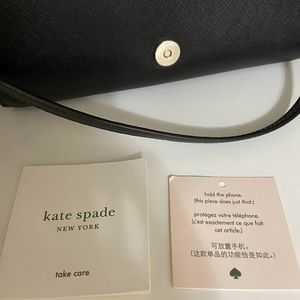 kate spade
NEW YORK
take care
hold the phone.
(this piece does just that.)
protégez votre téléphone.
(c'est exactement ce que fait
cet article.)
可放置手机。
(这款单品的功能恰是如此。)